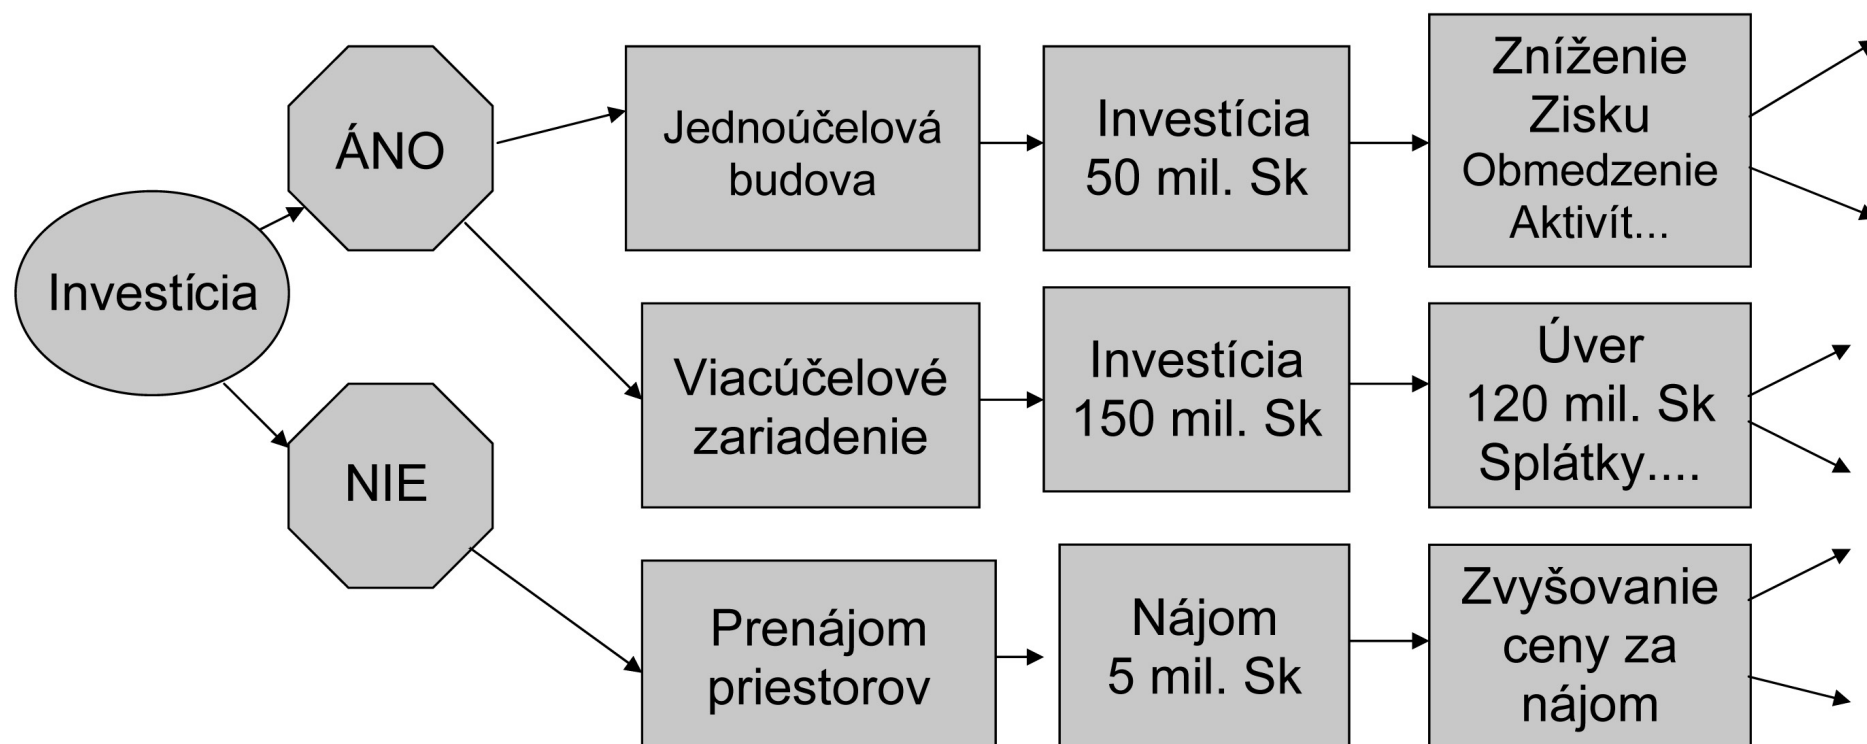 Investícia
ÁNO
NIE
Jednoúčelová
budova
Investícia
50 mil. Sk
Zníženie
Zisku
Obmedzenie
Aktivít...
Viacúčelové
zariadenie
Investícia
150 mil. Sk
Úver
120 mil. Sk
Splátky....
Prenájom
priestorov
Nájom
5 mil. Sk
Zvyšovanie
ceny za
nájom